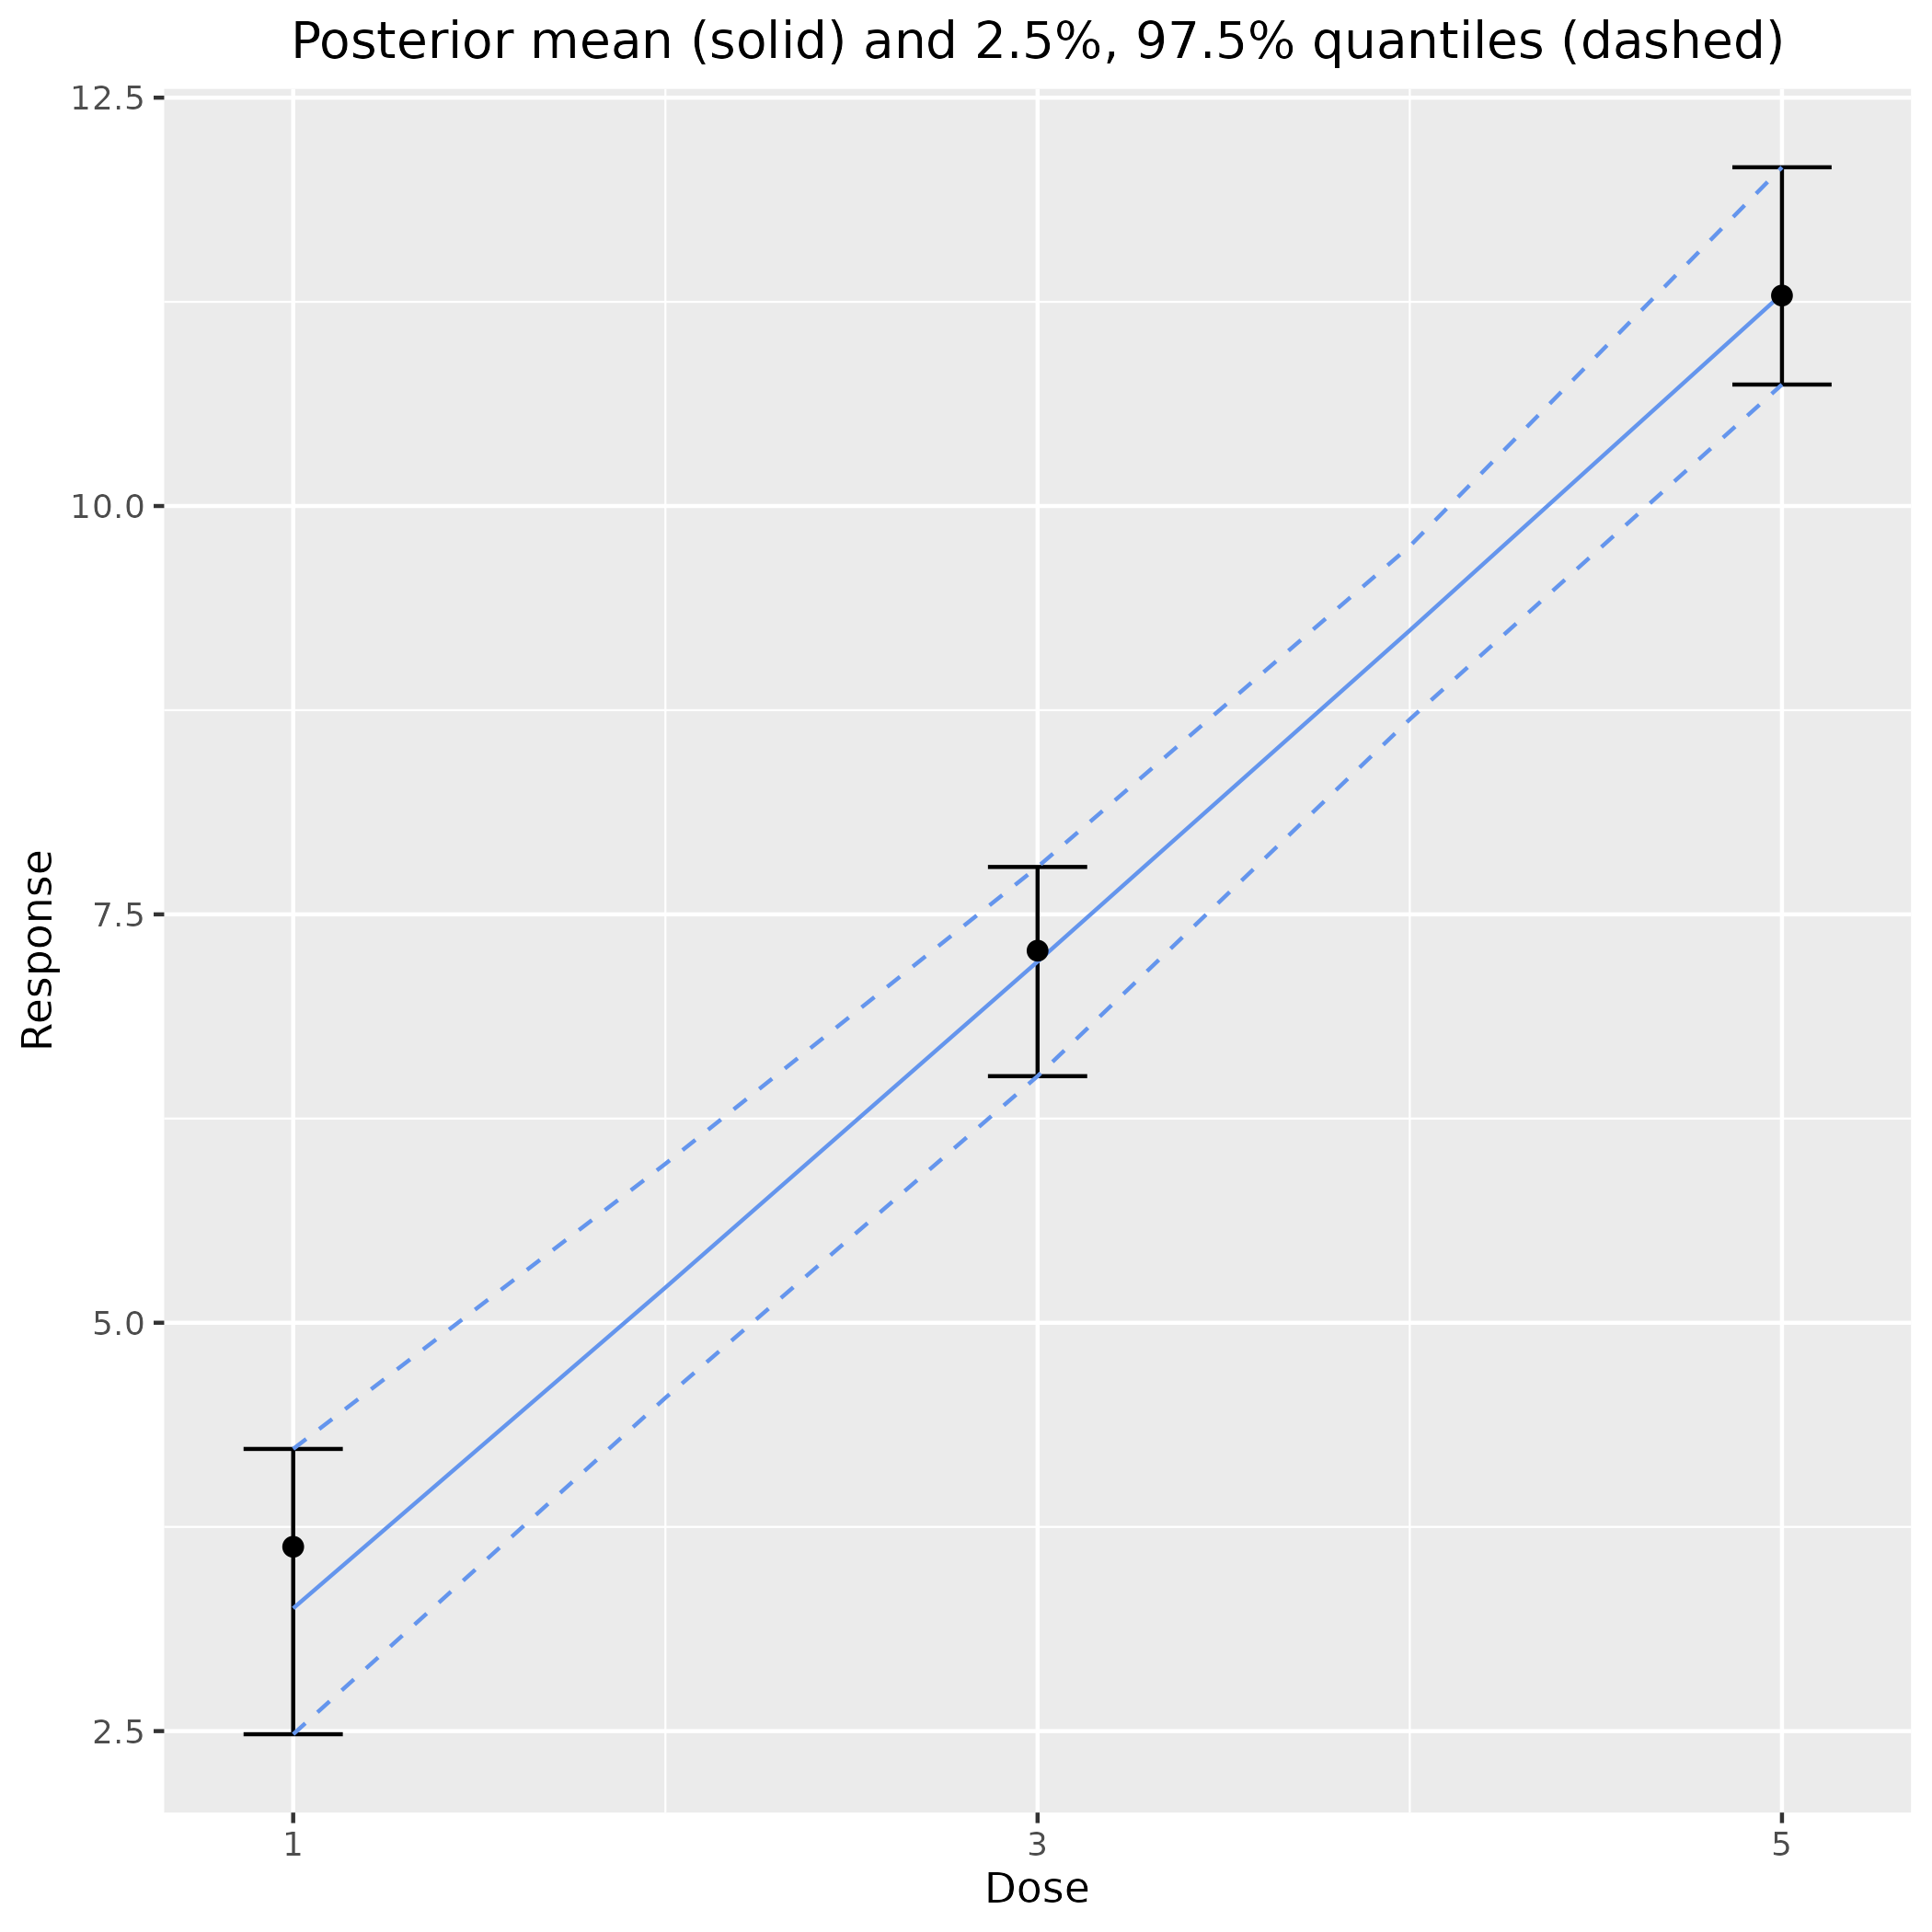 Posterior mean (solid) and 2.5%, 97.5% quantiles (dashed)
12.5
10.0
7.5
5.0
2.5
Response
1 3 5
Dose